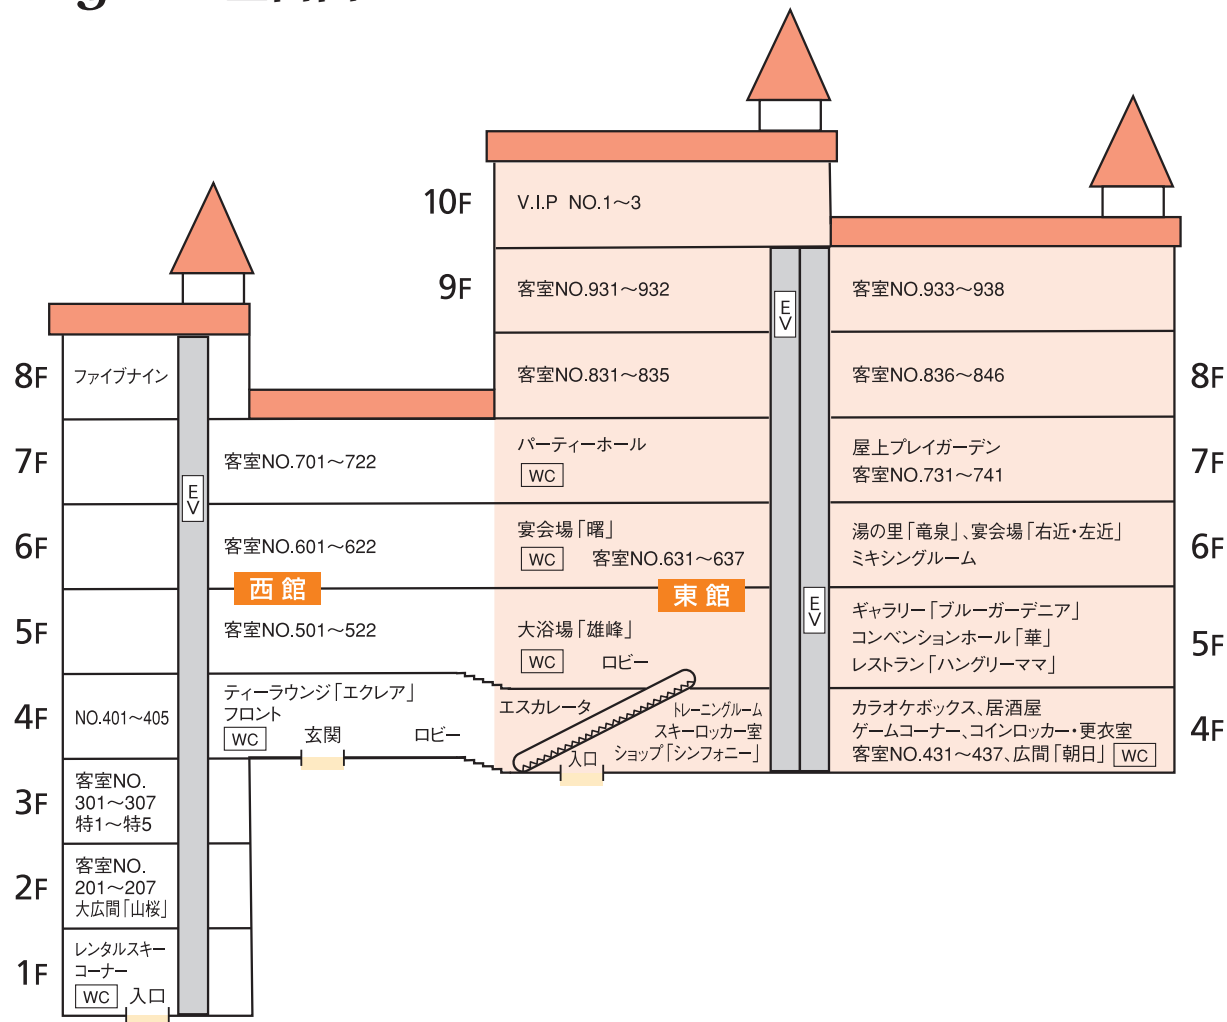 10F
V.I.P NO.1～3
9F
客室NO.931～932
EV
客室NO.933～938
8F
ファイブナイン
客室NO.831～835
客室NO.836～846
8F
7F
客室NO.701～722
パーティーホール
WC
屋上プレイガーデン
客室NO.731～741
7F
EV
6F
客室NO.601～622
宴会場「曙」
WC 客室NO.631～637
湯の里「竜泉」、宴会場「右近・左近」
ミキシングルーム
6F
西館
東館
5F
客室NO.501～522
大浴場「雄峰」
WC ロビー
EV
ギャラリー「ブルーガーデニア」
コンベンションホール「華」
レストラン「ハングリーママ」
5F
4F
NO.401～405
ティーラウンジ「エクレア」
フロント
WC 玄関 ロビー
エスカレータ
トレーニングルーム
スキーロッカー室
ショップ「シンフォニー」
入口
カラオケボックス、居酒屋
ゲームコーナー、コインロッカー・更衣室
客室NO.431～437、広間「朝日」 WC
4F
3F
客室NO.
301～307
特1～特5
2F
客室NO.
201～207
大広間「山桜」
1F
レンタルスキー
コーナー
WC 入口